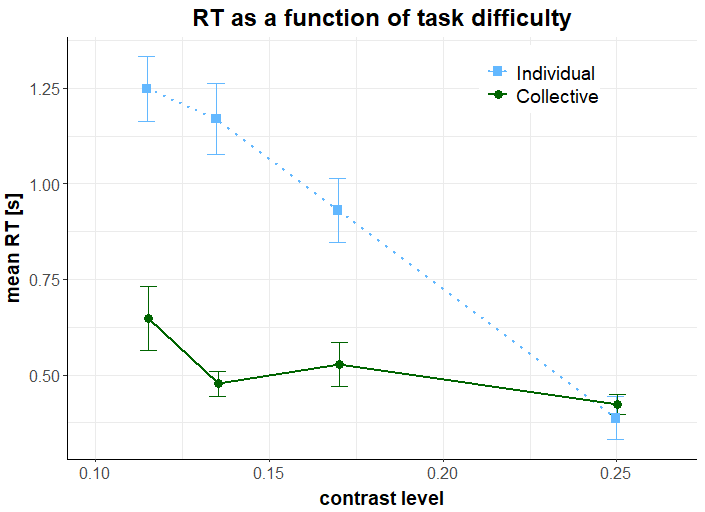 RT as a function of task difficulty
Individual
Collective
mean RT [s]
1.25
1.00
0.75
0.50
0.10
0.15
0.20
0.25
contrast level